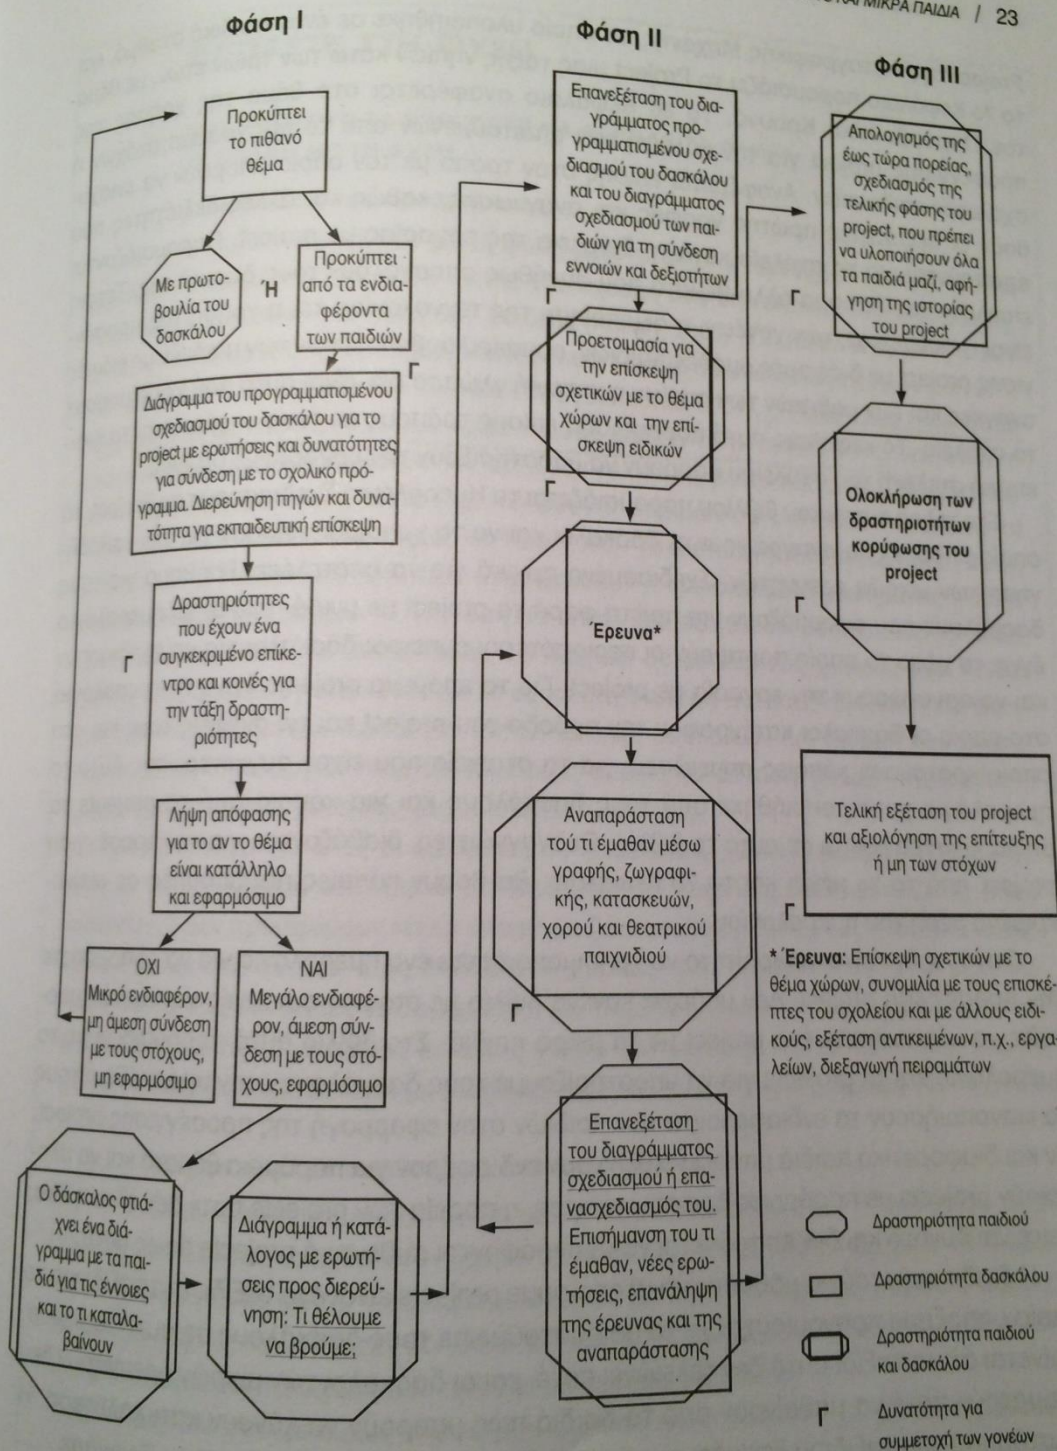 ΚΑΙ ΜΙΚΡΑ ΠΑΙΔΙΑ / 23
Φάση Ι
Προκύπτει
το πιθανό
θέμα
Με πρωτο-
βουλία του
δασκάλου
Ή
Προκύπτει
από τα ενδια-
φέροντα
των παιδιών
Γ
Διάγραμμα του προγραμματισμένου
σχεδιασμού του δασκάλου για το
project με ερωτήσεις και δυνατότητες
για σύνδεση με το σχολικό πρό-
γραμμα. Διερεύνηση πηγών και δυνα-
τότητα για εκπαιδευτική επίσκεψη
Δραστηριότητες
που έχουν ένα
συγκεκριμένο επίκε-
ντρο και κοινές για
την τάξη δραστη-
ριότητες
Γ
Λήψη απόφασης
για το αν το θέμα
είναι κατάλληλο
και εφαρμόσιμο
ΟΧΙ
Μικρό ενδιαφέρον,
μη άμεση σύνδεση
με τους στόχους,
μη εφαρμόσιμο
ΝΑΙ
Μεγάλο ενδιαφέ-
ρον, άμεση σύν-
δεση με τους στό-
χους, εφαρμόσιμο
Ο δάσκαλος φτιά-
χνει ένα διά-
γραμμα με τα παι-
διά για τις έννοιες
και το τι καταλα-
βαίνουν
Διάγραμμα ή κατά-
λογος με ερωτή-
σεις προς διερεύ-
νηση: Τι θέλουμε
να βρούμε;
Φάση ΙΙ
Επανεξέταση του δια-
γράμματος προ-
γραμματισμένου σχε-
διασμού του δασκάλου
και του διαγράμματος
σχεδιασμού των παι-
διών για τη σύνδεση
εννοιών και δεξιοτήτων
Γ
Προετοιμασία για
την επίσκεψη
σχετικών με το θέμα
χώρων και την επί-
σκεψη ειδικών
Γ
Έρευνα*
Αναπαράσταση
τού τι έμαθαν μέσω
γραφής, ζωγραφι-
κής, κατασκευών,
χορού και θεατρικού
παιχνιδιού
Γ
Επανεξέταση
του διαγράμματος
σχεδιασμού ή επα-
νασχεδιασμός του.
Επισήμανση του τι
έμαθαν, νέες ερω-
τήσεις, επανάληψη
της έρευνας και της
αναπαράστασης
Φάση ΙΙΙ
Απολογισμός της
έως τώρα πορείας,
σχεδιασμός της
τελικής φάσης του
project, που πρέπει
να υλοποιήσουν όλα
τα παιδιά μαζί, αφή-
γηση της ιστορίας
του project
Γ
Ολοκλήρωση των
δραστηριοτήτων
κορύφωσης του
project
Γ
Τελική εξέταση του project
και αξιολόγηση της επίτευξης
ή μη των στόχων
Γ
* Έρευνα: Επίσκεψη σχετικών με το
θέμα χώρων, συνομιλία με τους επισκέ-
πτες του σχολείου και με άλλους ειδι-
κούς, εξέταση αντικειμένων, π.χ., εργα-
λείων, διεξαγωγή πειραμάτων
Δραστηριότητα παιδιού
Δραστηριότητα δασκάλου
Δραστηριότητα παιδιού
και δασκάλου
Γ Δυνατότητα για
συμμετοχή των γονέων